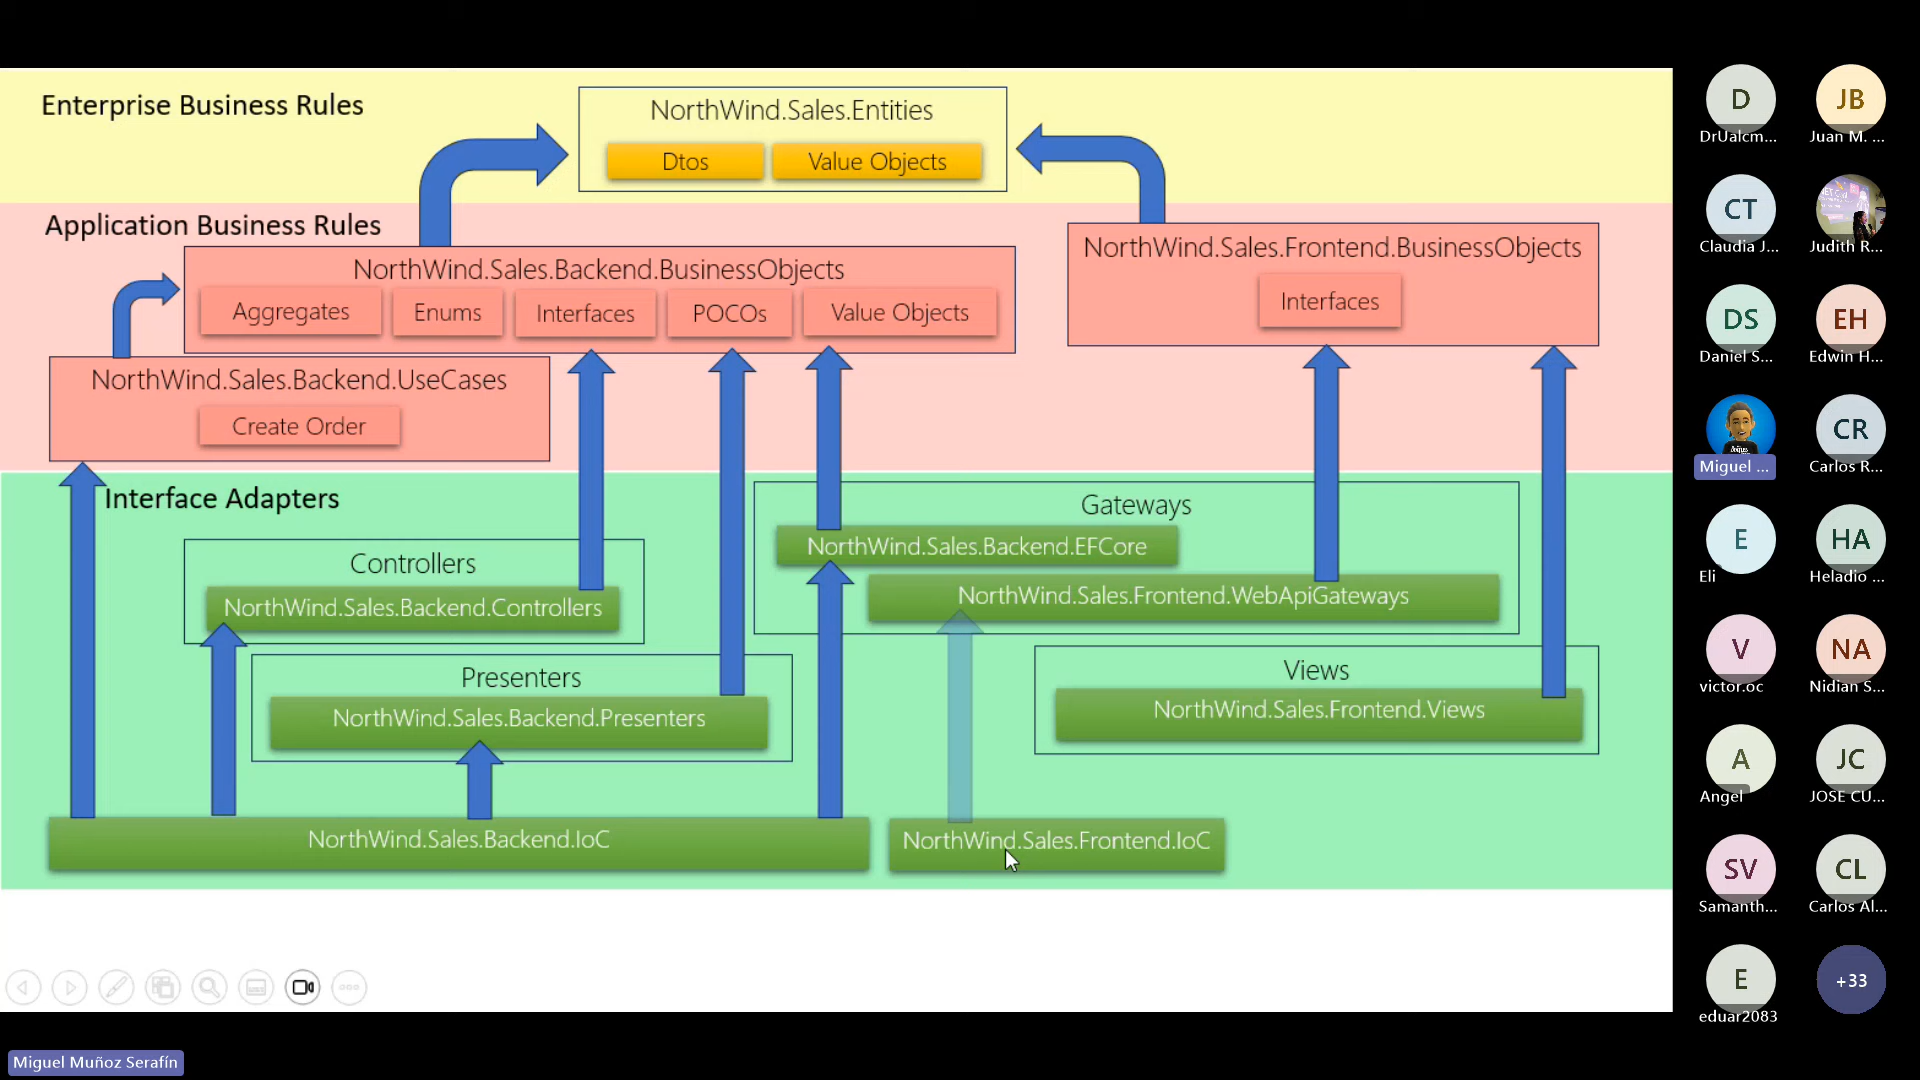 Enterprise Business Rules
NorthWind.Sales.Entities
Dtos
Value Objects
Application Business Rules
NorthWind.Sales.Backend.BusinessObjects
Aggregates
Enums
Interfaces
POCOs
Value Objects
NorthWind.Sales.Frontend.BusinessObjects
Interfaces
NorthWind.Sales.Backend.UseCases
Create Order
Interface Adapters
Controllers
NorthWind.Sales.Backend.Controllers
Presenters
NorthWind.Sales.Backend.Presenters
Gateways
NorthWind.Sales.Backend.EFCore
NorthWind.Sales.Frontend.WebApiGateways
Views
NorthWind.Sales.Frontend.Views
NorthWind.Sales.Backend.IoC
NorthWind.Sales.Frontend.IoC
D
DrUalcm...
JB
Juan M. ...
CT
Claudia J...
Judith R...
DS
Daniel S...
EH
Edwin H...
Miguel ...
CR
Carlos R...
E
Eli
HA
Heladio ...
V
victor.oc
NA
Nidian S...
A
Angel
JC
JOSE CU...
SV
Samanth...
CL
Carlos Al...
E
eduar2083
+33
Miguel Muñoz Serafín